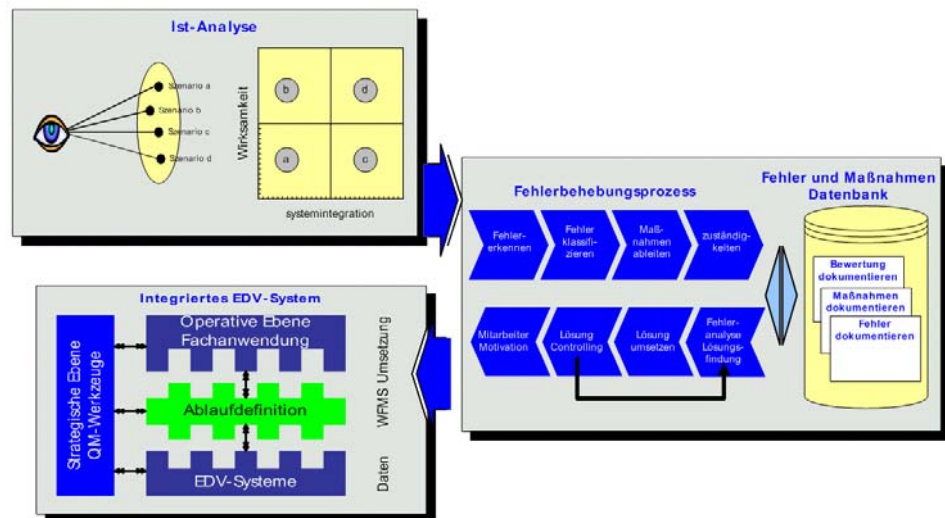 Ist-Analyse
Szenario a
Szenario b
Szenario c
Szenario d
Wirksamkeit
b
d
a
c
systemintegration
Fehlerbehebungsprozess
Fehler-
erkennen
Fehler
klassifi-
zieren
Maß-
nahmen
ableiten
zuständig-
keiten
Mitarbeiter
Motivation
Lösung
Controlling
Lösung
umsetzen
Fehler-
analyse
Lösungs-
findung
Fehler und Maßnahmen
Datenbank
Bewertung
dokumentieren
Maßnahmen
dokumentieren
Fehler
dokumentieren
Integriertes EDV-System
Strategische Ebene
QM-Werkzeuge
Operative Ebene
Fachanwendung
Ablaufdefinition
EDV-Systeme
WFMS Umsetzung
Daten